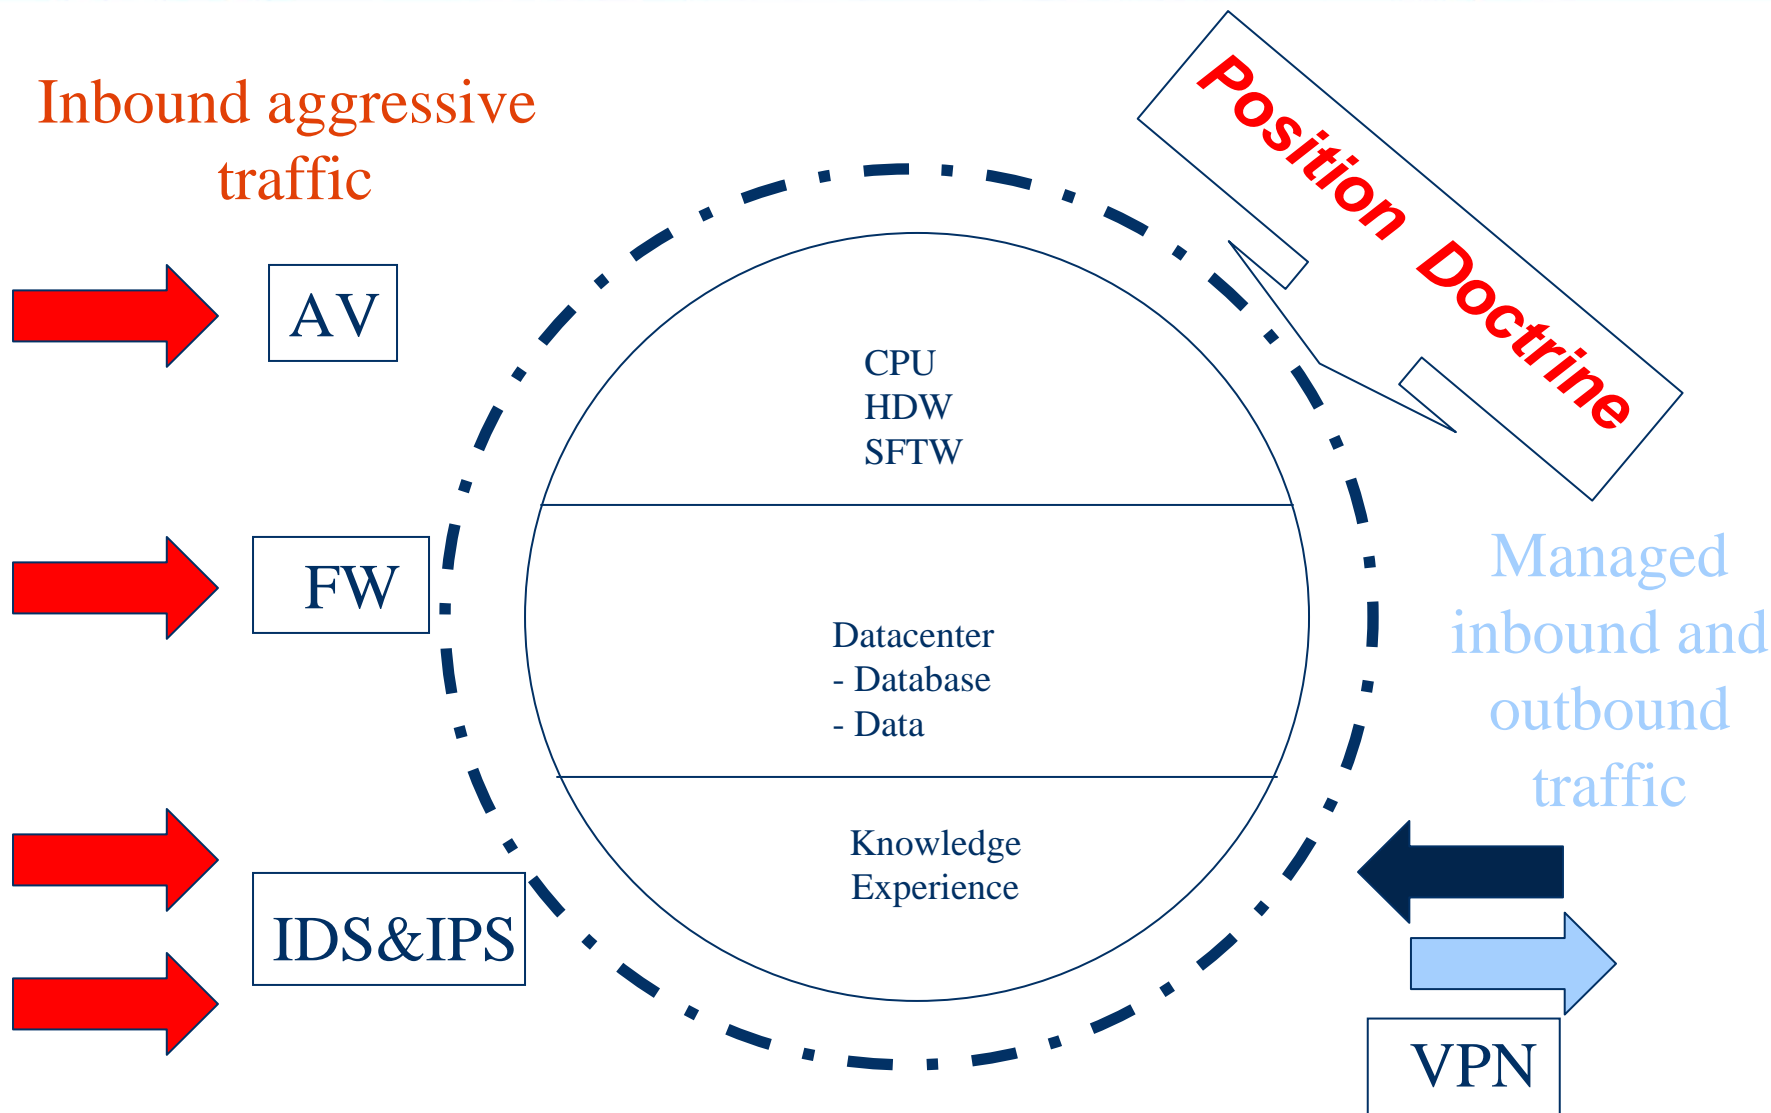 Inbound aggressive
traffic
Position Doctrine
AV
CPU
HDW
SFTW
FW
Managed
inbound and
outbound
traffic
Datacenter
- Database
- Data
Knowledge
Experience
IDS&IPS
VPN